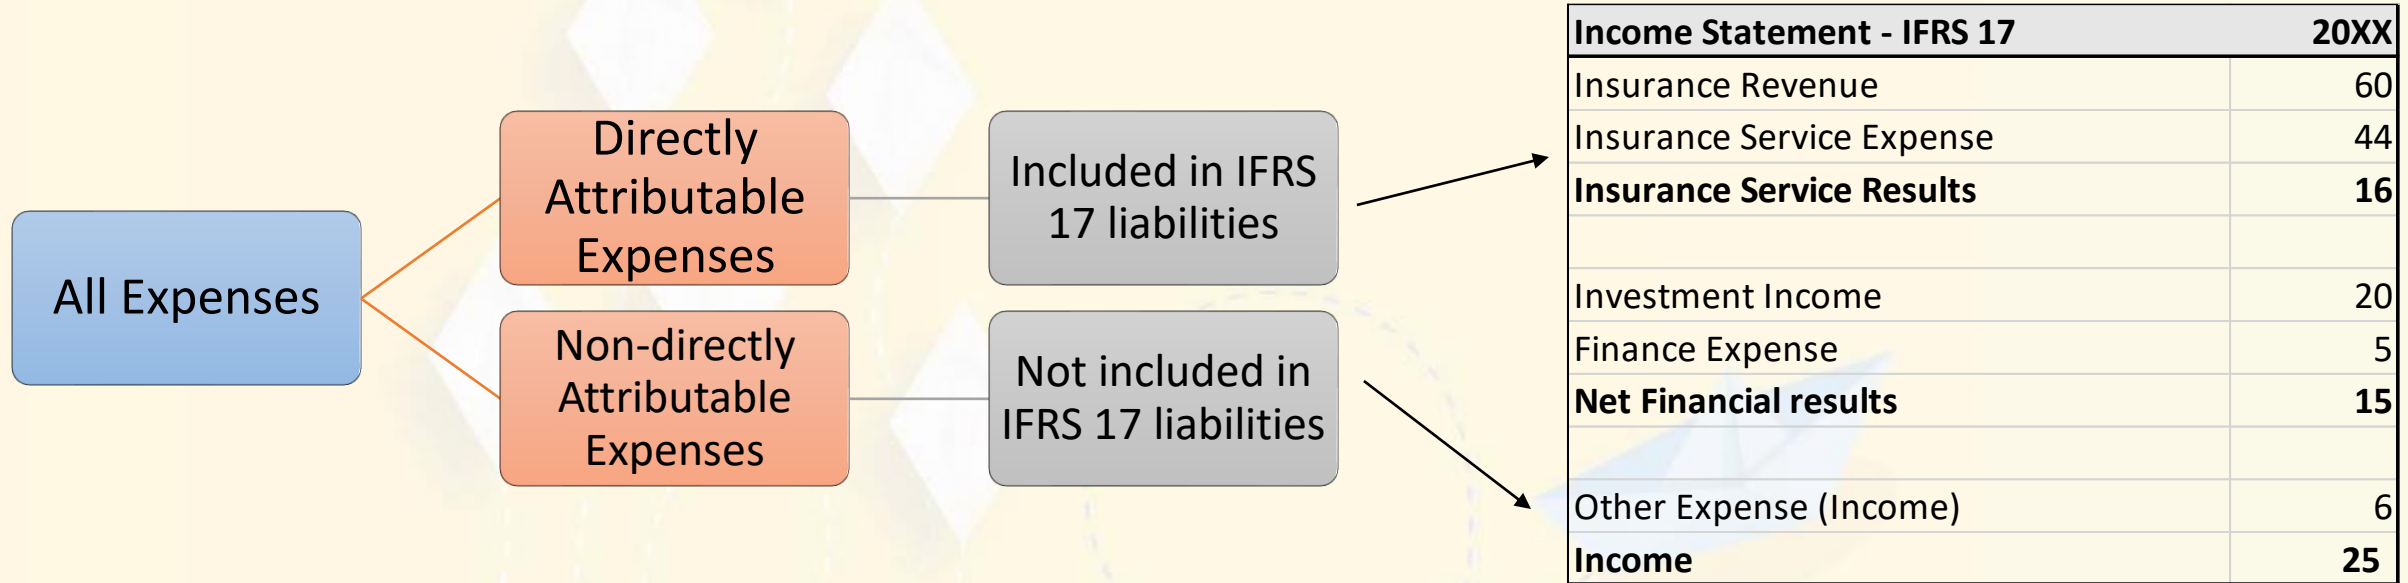 All Expenses
Directly
Attributable
Expenses
Non-directly
Attributable
Expenses
Included in IFRS
17 liabilities
Not included in
IFRS 17 liabilities
Income Statement - IFRS 17 20XX
Insurance Revenue 60
Insurance Service Expense 44
Insurance Service Results 16
Investment Income 20
Finance Expense 5
Net Financial results 15
Other Expense (Income) 6
Income 25